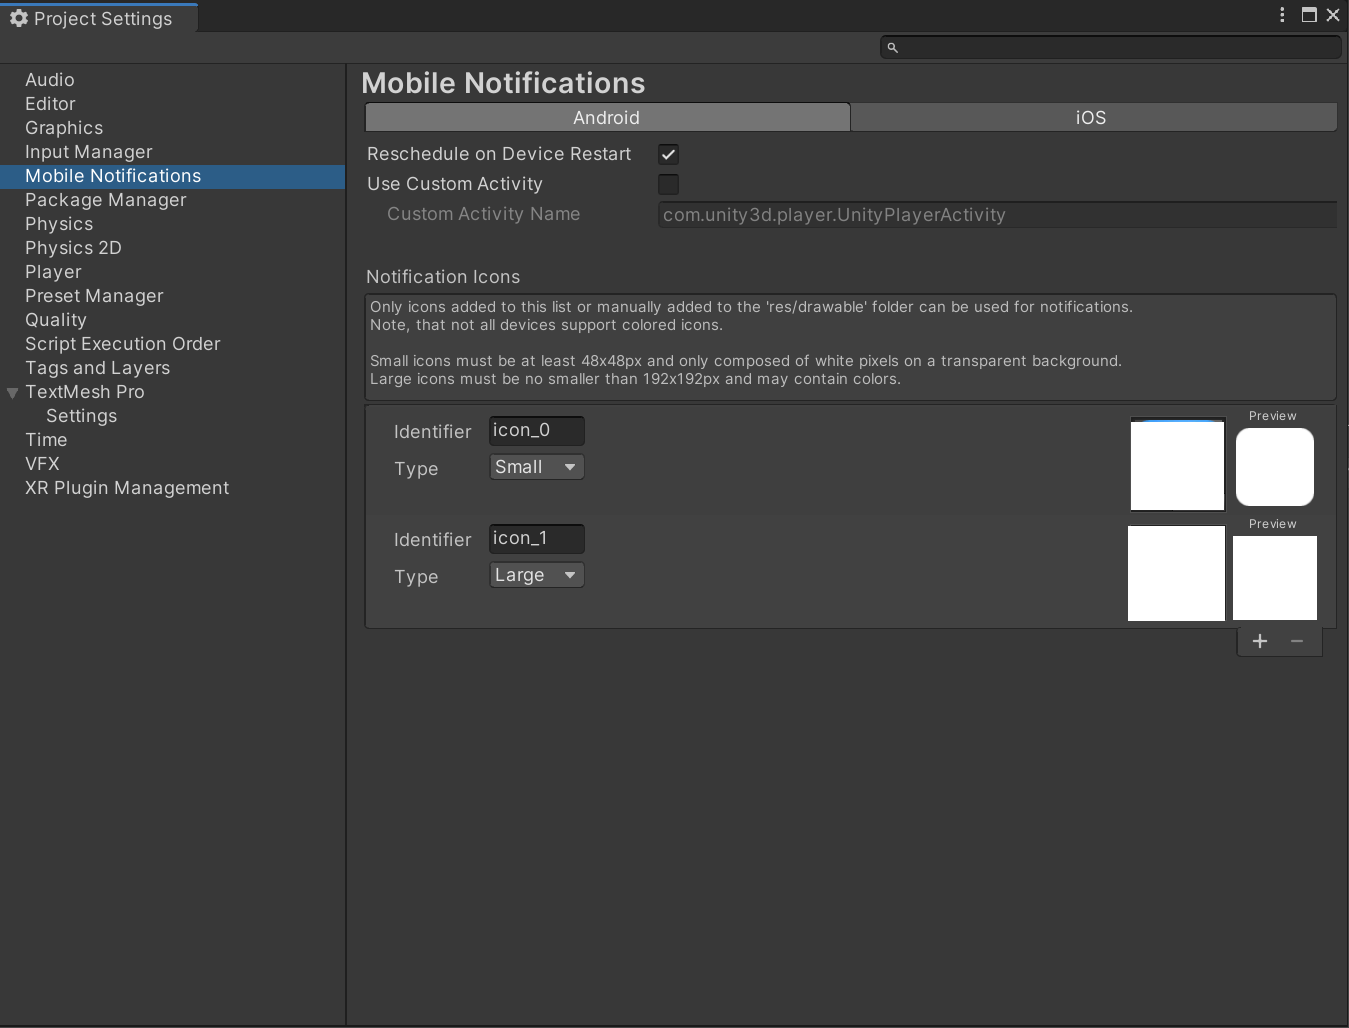 Project Settings
Audio
Editor
Graphics
Input Manager
Mobile Notifications
Package Manager
Physics
Physics 2D
Player
Preset Manager
Quality
Script Execution Order
Tags and Layers
TextMesh Pro
Settings
Time
VFX
XR Plugin Management
Mobile Notifications
Android
iOS
Reschedule on Device Restart
Use Custom Activity
Custom Activity Name
com.unity3d.player.UnityPlayerActivity
Notification Icons
Only icons added to this list or manually added to the 'res/drawable' folder can be used for notifications.
Note, that not all devices support colored icons.
Small icons must be at least 48x48px and only composed of white pixels on a transparent background.
Large icons must be no smaller than 192x192px and may contain colors.
Identifier
icon_0
Type
Small
Preview
Identifier
icon_1
Type
Large
Preview